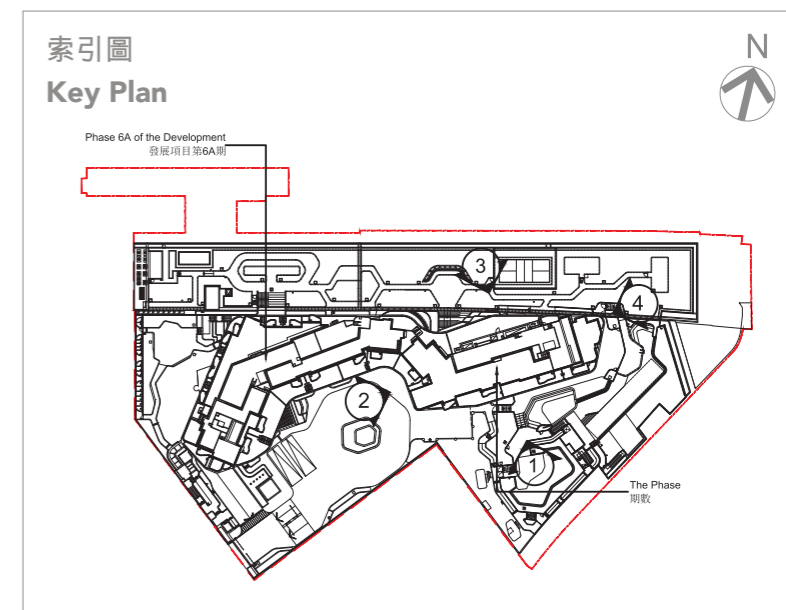 索引圖
Key Plan
N
Phase 6A of the Development
發展項目第6A期
3
4
2
1
The Phase
期數